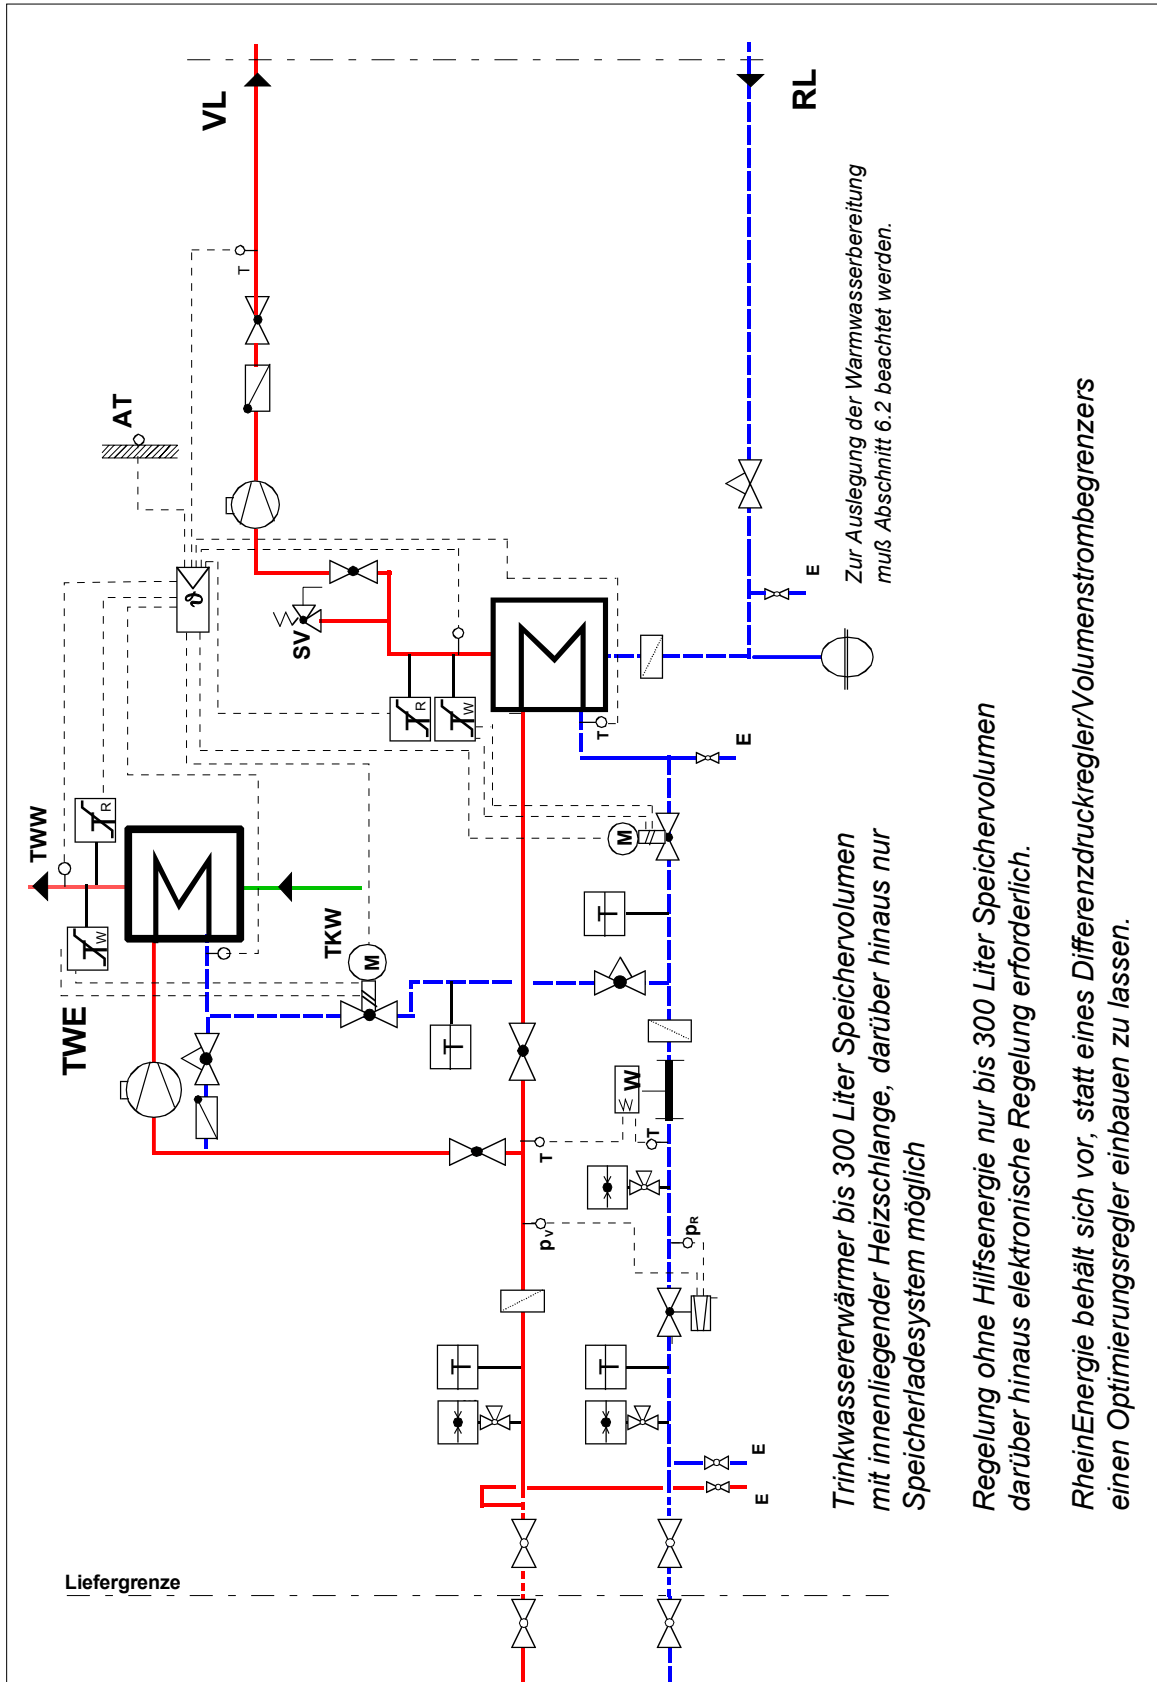 VL
RL
T
AT
ϑ
SV
R
W
T
E
E
Zur Auslegung der Warmwasserbereitung
muß Abschnitt 6.2 beachtet werden.
TWW
R
W
TKW
TWE
M
M
T
T
W
T
T
pV
pR
T
T
E
E
Liefergrenze
Trinkwassererwärmer bis 300 Liter Speichervolumen
mit innenliegender Heizschlange, darüber hinaus nur
Speicherladesystem möglich
Regelung ohne Hilfsenergie nur bis 300 Liter Speichervolumen
darüber hinaus elektronische Regelung erforderlich.
RheinEnergie behält sich vor, statt eines Differenzdruckregler/Volumenstrombegrenzers
einen Optimierungsregler einbauen zu lassen.